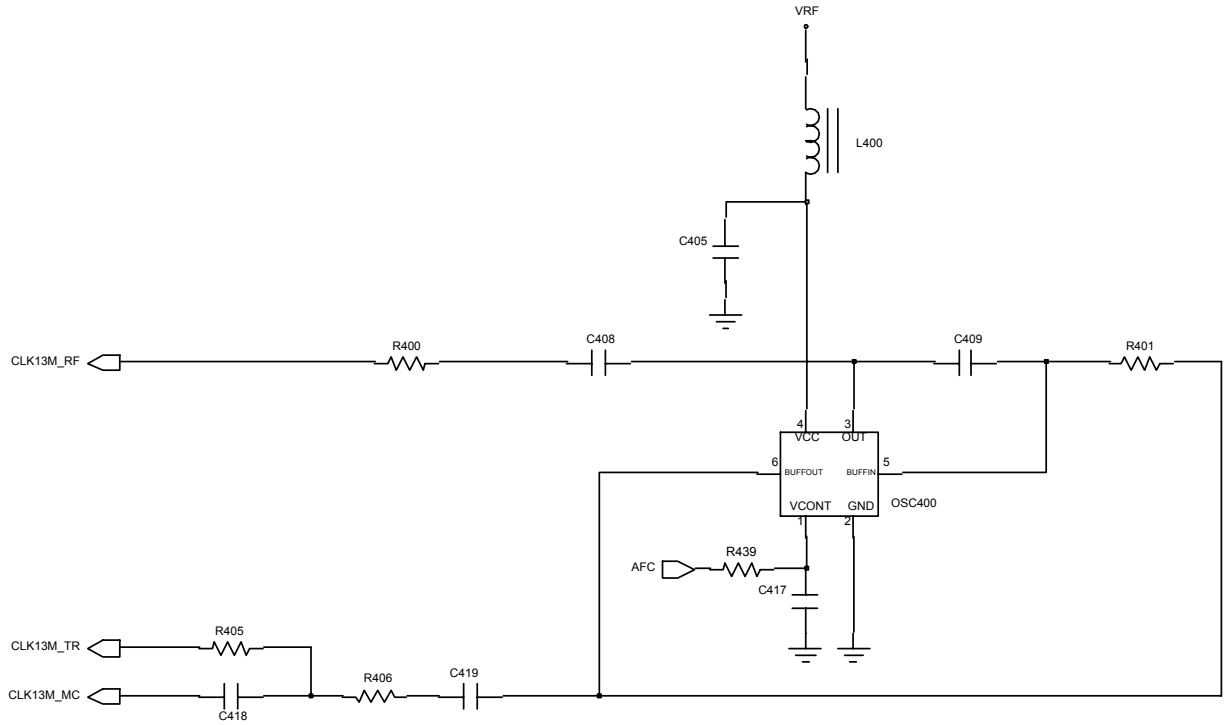 VRF
L400
C405
CLK13M_RF
R400
C408
C409
R401
4
3
VCC
OUT
6
BUFFOUT
BUFFIN
5
VCONT
GND
OSC400
1
2
AFC
R439
C417
CLK13M_TR
R405
CLK13M_MC
C418
R406
C419